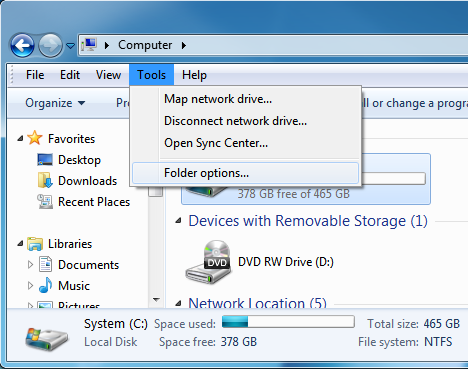 Computer
File Edit View Tools Help
Organize
Map network drive...
Disconnect network drive...
Open Sync Center...
Folder options...
ll or change a progra
Favorites
Desktop
Downloads
Recent Places
Libraries
Documents
Music
Pictures
378 GB free of 465 GB
Devices with Removable Storage (1)
DVD
DVD RW Drive (D:)
Network Location (5)
System (C:) Space used: Total size: 465 GB
Local Disk Space free: 378 GB File system: NTFS